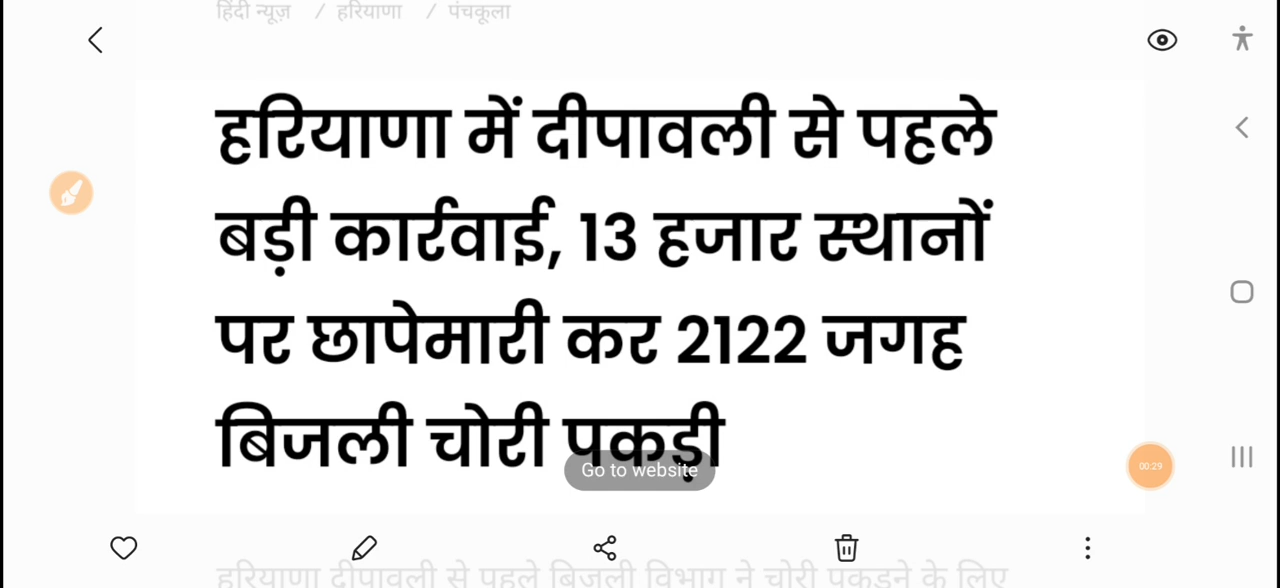 हिंदी न्यूज़ / हरियाणा / पंचकूला
हरियाणा में दीपावली से पहले
बड़ी कार्रवाई, 13 हजार स्थानों
पर छापेमारी कर 2122 जगह
बिजली चोरी पकड़ी
Go to website
00:29
हरियाणा दीपावली से पहले बिजली विभाग ने चोरी पकड़ने के लिए